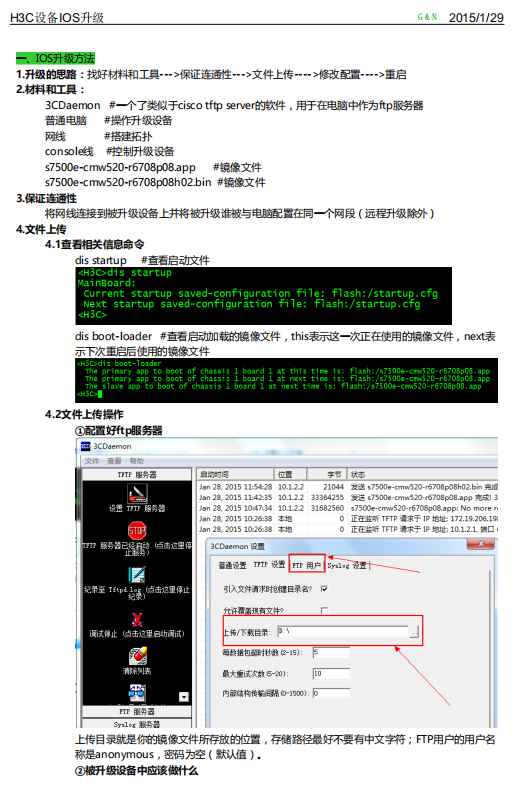 H3C设备IOS升级 G&N 2015/1/29
一、IOS升级方法
1.升级的思路：找好材料和工具--->保证连通性--->文件上传---->修改配置---->重启
2.材料和工具：
3CDaemon #一个了类似于cisco tftp server的软件，用于在电脑中作为ftp服务器
普通电脑 #操作升级设备
网线 #搭建拓扑
console线 #控制升级设备
s7500e-cmw520-r6708p08.app #镜像文件
s7500e-cmw520-r6708p08h02.bin #镜像文件
3.保证连通性
将网线连接到被升级设备上并将被升级谁被与电脑配置在同一个网段（远程升级除外）
4.文件上传
4.1查看相关信息命令
dis startup #查看启动文件
<H3C>dis startup
MainBoard:
Current startup saved-configuration file: flash:/startup.cfg
Next startup saved-configuration file: flash:/startup.cfg
<H3C>
dis boot-loader #查看启动加载的镜像文件，this表示这一次正在使用的镜像文件，next表
示下次重启后使用的镜像文件
<H3C>dis boot-loader
The primary app to boot of chassis 1 board 1 at this time is: flash:/s7500e-cmw520-r6708p08.app
The primary app to boot of chassis 1 board 1 at next time is: flash:/s7500e-cmw520-r6708p08.app
The slave app to boot of chassis 1 board 1 at next time is: flash:/s7500e-cmw520-r6708p08.app
<H3C>
4.2文件上传操作
①配置好ftp服务器
3CDaemon
文件 查看 帮助
TFTP 服务器
启动时间 位置 字节 状态
Jan 28, 2015 11:54:28 10.1.2.2 21044 发送 s7500e-cmw520-r6708p08h02.bin 完成
Jan 28, 2015 11:42:35 10.1.2.2 33364255 发送 s7500e-cmw520-r6708p08.app 完成! 3
Jan 28, 2015 10:47:34 10.1.2.2 31682560 s7500e-cmw520-r6708p08.app: No more r
Jan 28, 2015 10:26:38 本地 0 正在监听 TFTP 请求于 IP 地址: 172.19.206.19
Jan 28, 2015 10:26:38 本地 0 正在监听 TFTP 请求于 IP 地址: 10.1.2.1, 端口
设置 TFTP 服务器
STOP
TFTP 服务器已经启动（点击这里停止服务）
纪录至 Tftpd.log（点击这里停止纪录）
调试停止（点击这里启动调试）
清除列表
FTP 服务器
Syslog 服务器
3CDaemon 设置
普通设置 TFTP 设置 FTP 用户 Syslog 设置
引入文件请求时创建目录名?
允许覆盖现有文件?
上传/下载目录: D:\
每数据包超时秒数(2-15): 5
最大重试次数(5-20): 10
内部结构传输间隔(0-1500): 0
上传目录就是你的镜像文件所存放的位置，存储路径最好不要有中文字符；FTP用户的用户名
称是anonymous，密码为空（默认值）。
②被升级设备中应该做什么